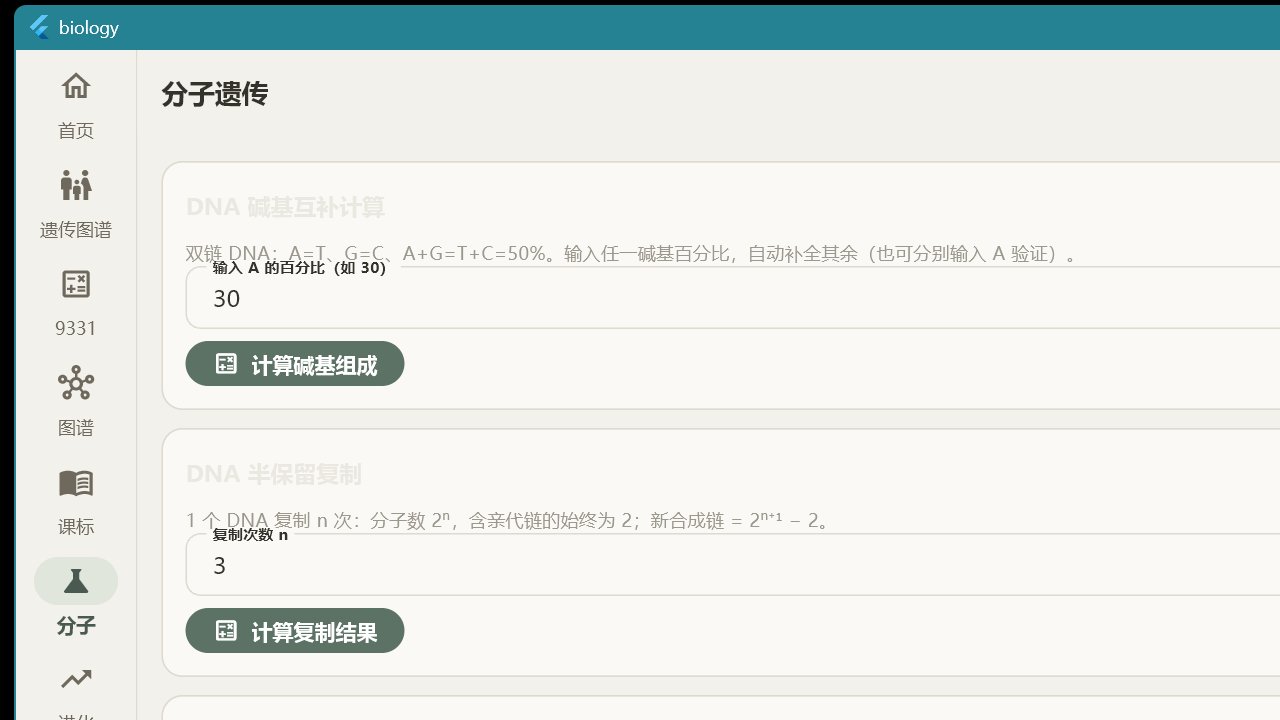 biology
首页
遗传图谱
9331
图谱
课标
分子
进化
分子遗传
DNA 碱基互补计算
双链 DNA：A=T、G=C、A+G=T+C=50%。输入任一碱基百分比，自动补全其余（也可分别输入 A 验证）。
输入 A 的百分比（如 30）
30
计算碱基组成
DNA 半保留复制
1 个 DNA 复制 n 次：分子数 2ⁿ，含亲代链的始终为 2；新合成链 = 2ⁿ⁺¹ − 2。
复制次数 n
3
计算复制结果